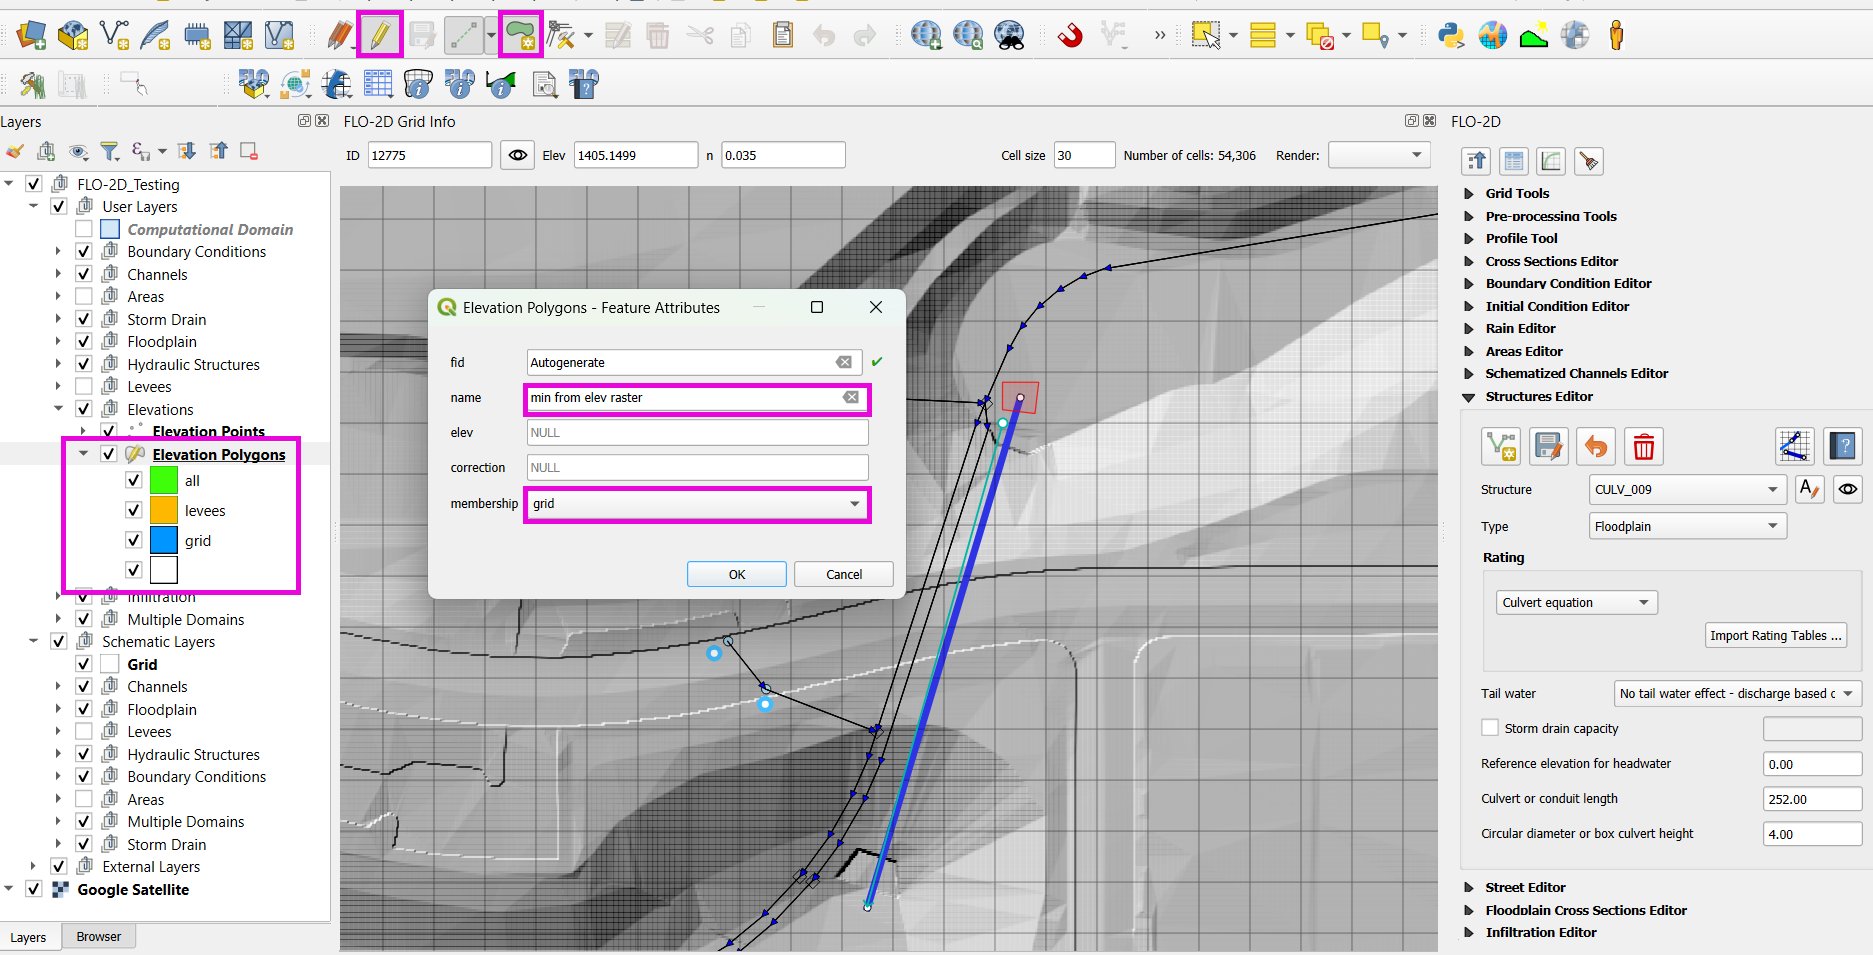 Layers
FLO-2D Grid Info
FLO-2D
ID 12775 Elev 1405.1499 n 0.035 Cell size 30 Number of cells: 54,306 Render:
FLO-2D_Testing
User Layers
Computational Domain
Boundary Conditions
Channels
Areas
Storm Drain
Floodplain
Hydraulic Structures
Levees
Elevations
Elevation Points
Elevation Polygons
all
levees
grid
Infiltration
Multiple Domains
Schematic Layers
Grid
Channels
Floodplain
Levees
Hydraulic Structures
Boundary Conditions
Areas
Multiple Domains
Storm Drain
External Layers
Google Satellite
Layers Browser
Elevation Polygons - Feature Attributes
fid Autogenerate
name min from elev raster
elev NULL
correction NULL
membership grid
OK Cancel
Grid Tools
Pre-processing Tools
Profile Tool
Cross Sections Editor
Boundary Condition Editor
Initial Condition Editor
Rain Editor
Areas Editor
Schematized Channels Editor
Structures Editor
Structure CULV_009
Type Floodplain
Rating
Culvert equation
Import Rating Tables ...
Tail water No tail water effect - discharge based c
Storm drain capacity
Reference elevation for headwater 0.00
Culvert or conduit length 252.00
Circular diameter or box culvert height 4.00
Street Editor
Floodplain Cross Sections Editor
Infiltration Editor